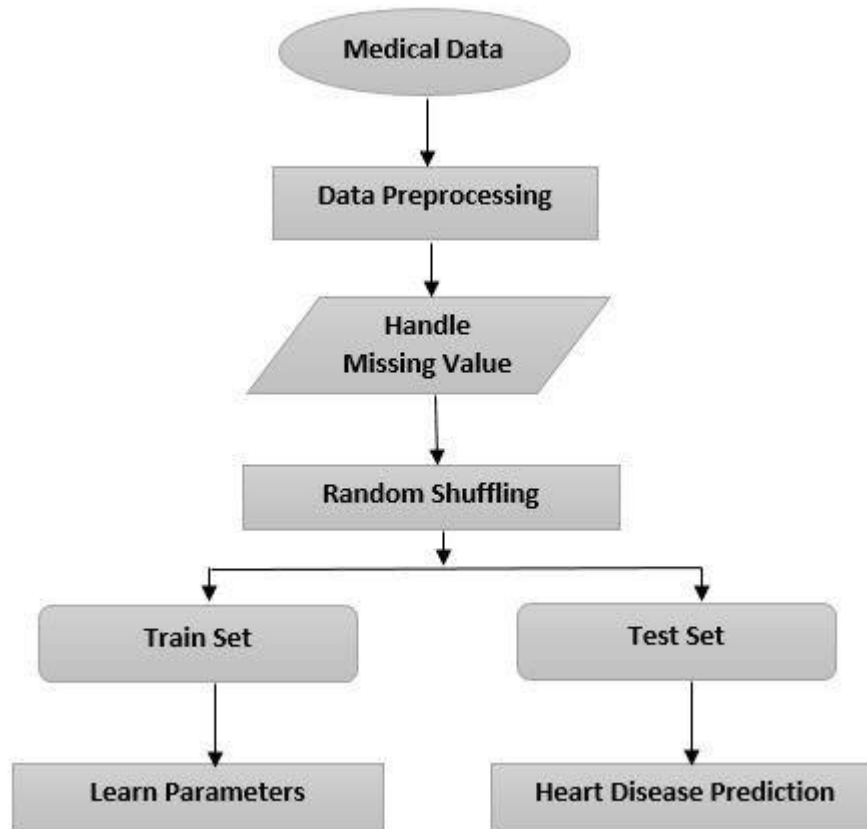 Medical Data
Data Preprocessing
Handle
Missing Value
Random Shuffling
Train Set
Test Set
Learn Parameters
Heart Disease Prediction